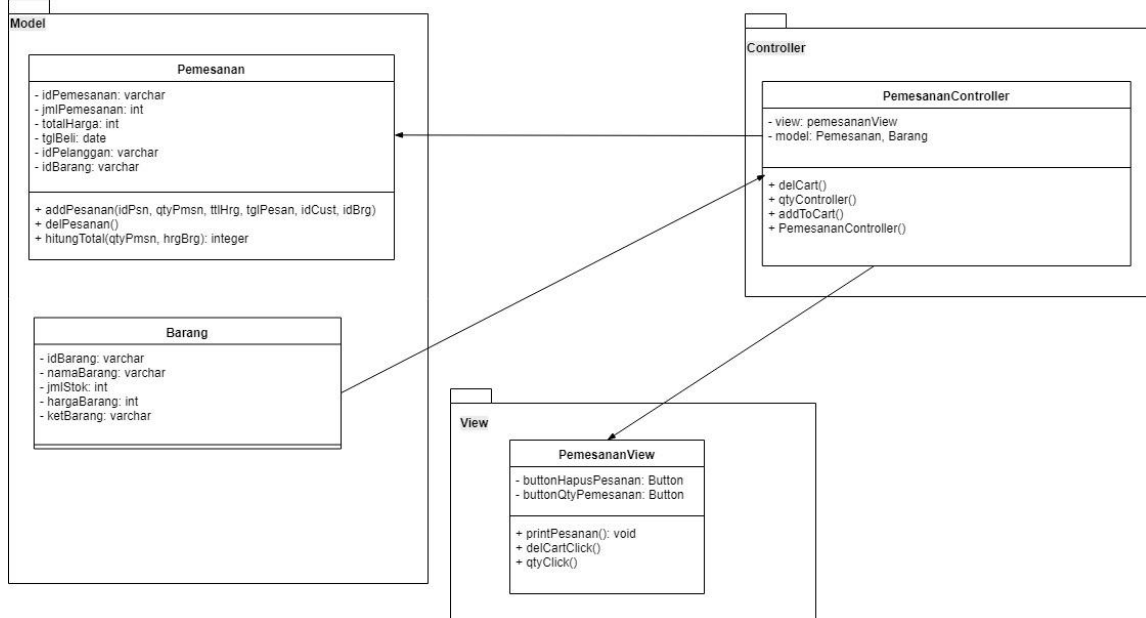 Model
Pemesanan
- idPemesanan: varchar
- jmlPemesanan: int
- totalHarga: int
- tglBeli: date
- idPelanggan: varchar
- idBarang: varchar
+ addPesanan(idPsn, qtyPmsn, ttlHrg, tglPesan, idCust, idBrg)
+ delPesanan()
+ hitungTotal(qtyPmsn, hrgBrg): integer
Barang
- idBarang: varchar
- namaBarang: varchar
- jmlStok: int
- hargaBarang: int
- ketBarang: varchar
Controller
PemesananController
- view: pemesananView
- model: Pemesanan, Barang
+ delCart()
+ qtyController()
+ addToCart()
+ PemesananController()
View
PemesananView
- buttonHapusPesanan: Button
- buttonQtyPemesanan: Button
+ printPesanan(): void
+ delCartClick()
+ qtyClick()